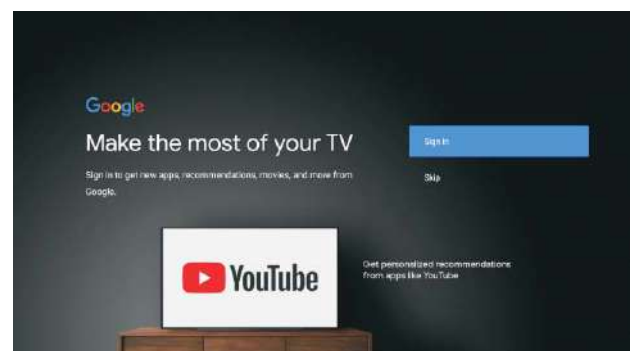 Google
Make the most of your TV
Sign in
Sign in to get new apps, recommendations, movies, and more from
Google.
Skip
YouTube
Get personalized recommendations
from apps like YouTube